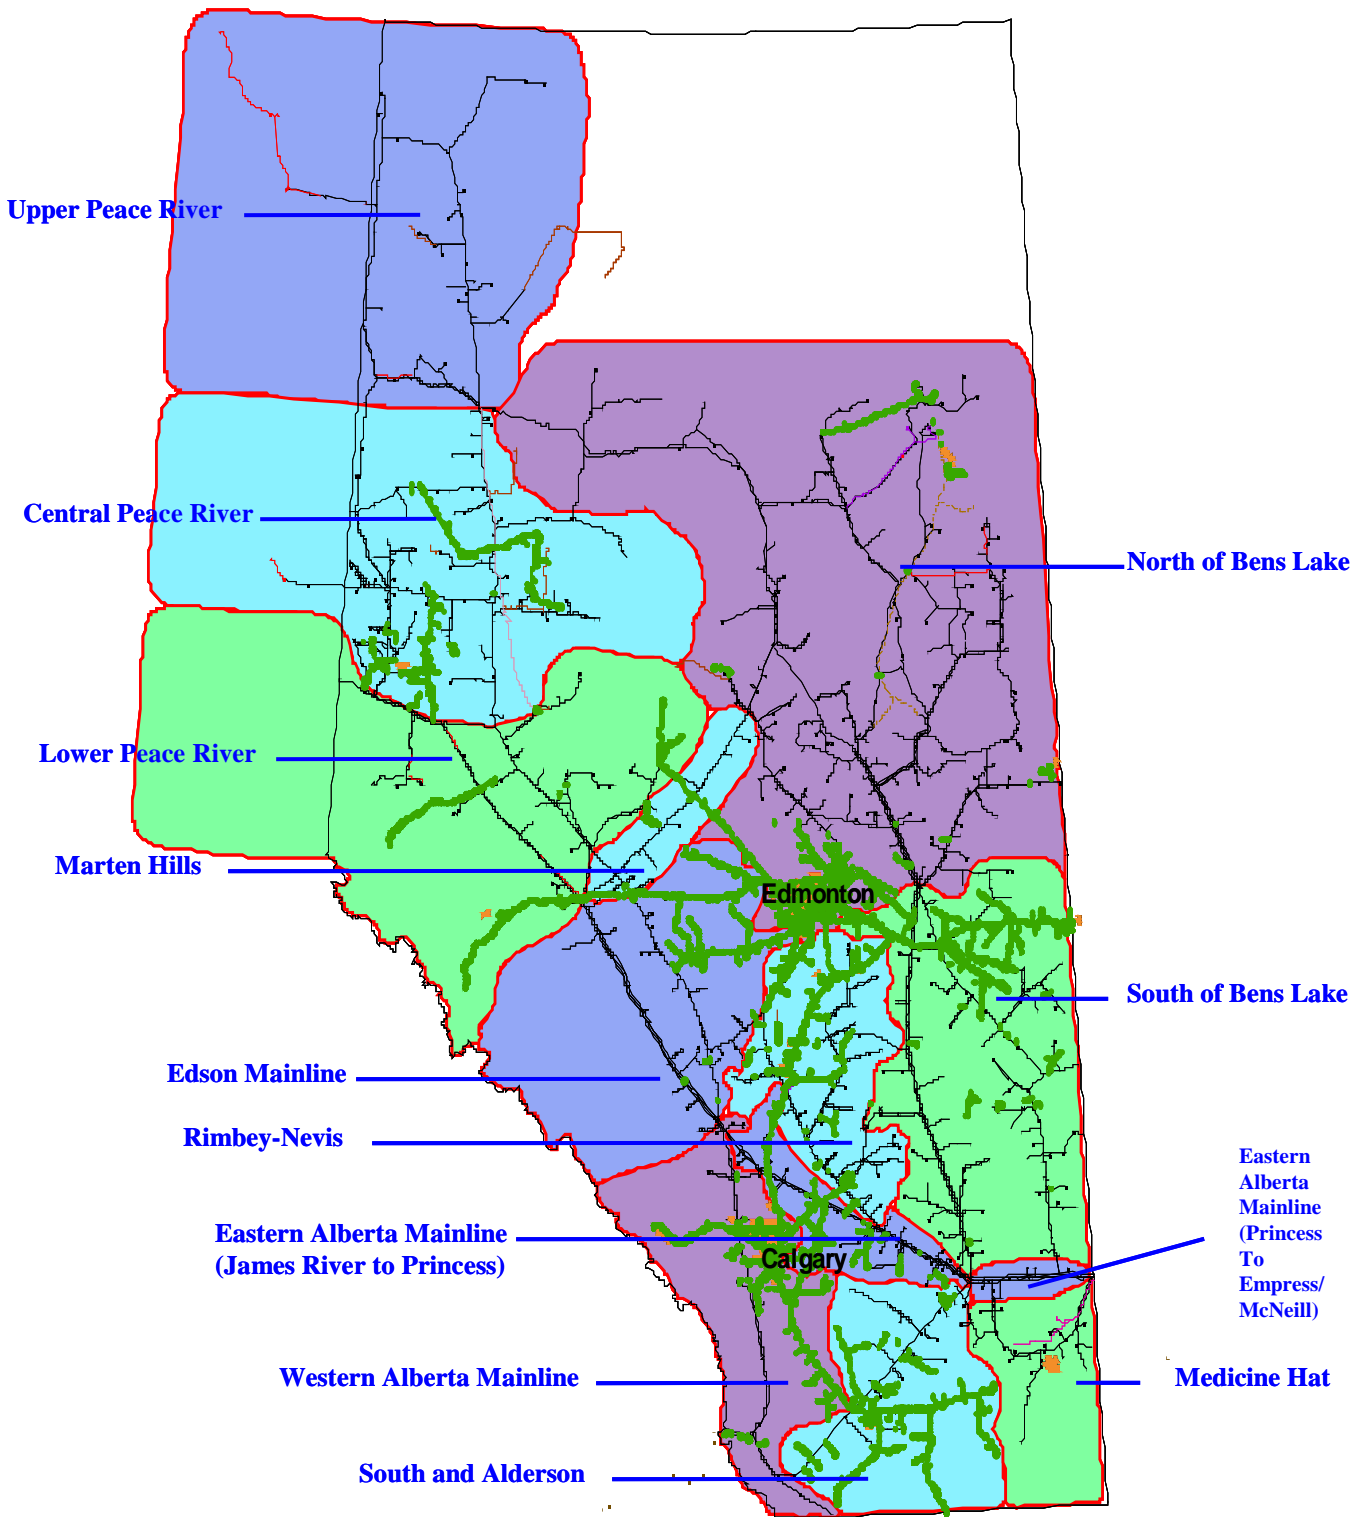 Upper Peace River
Central Peace River
North of Bens Lake
Lower Peace River
Marten Hills
Edmonton
South of Bens Lake
Edson Mainline
Rimbey-Nevis
Eastern
Alberta
Mainline
(Princess
To
Empress/
McNeill)
Eastern Alberta Mainline
(James River to Princess)
Calgary
Western Alberta Mainline
Medicine Hat
South and Alderson